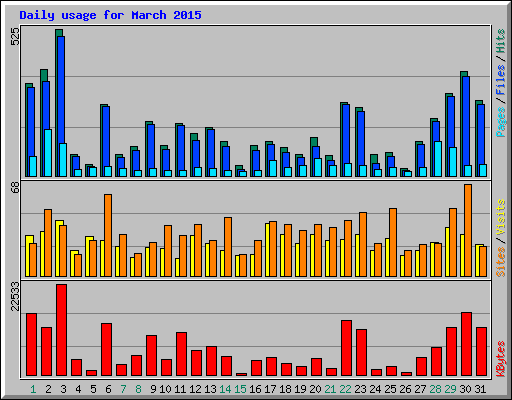 Daily usage for March 2015
525
Pages / Files / Hits
68
Sites / Visits
22533
KBytes
1 2 3 4 5 6 7 8 9 10 11 12 13 14 15 16 17 18 19 20 21 22 23 24 25 26 27 28 29 30 31